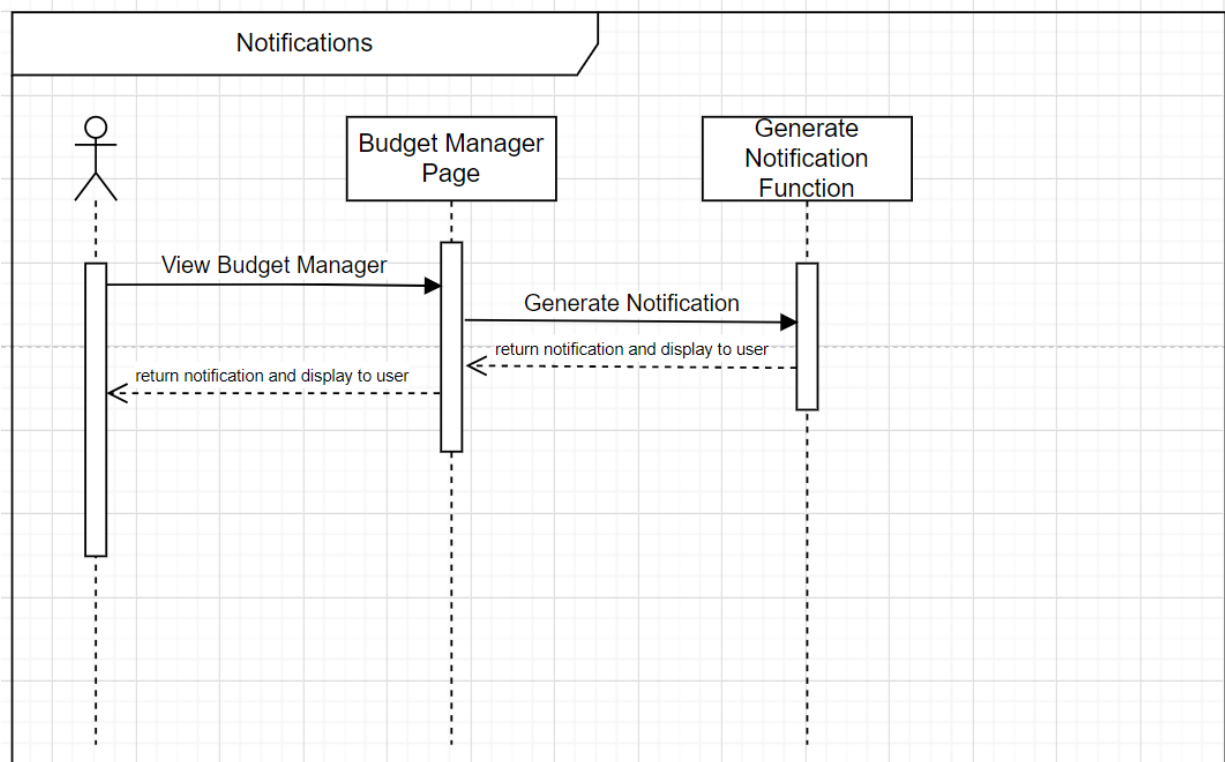 Notifications
Budget Manager
Page
Generate
Notification
Function
View Budget Manager
Generate Notification
return notification and display to user
return notification and display to user